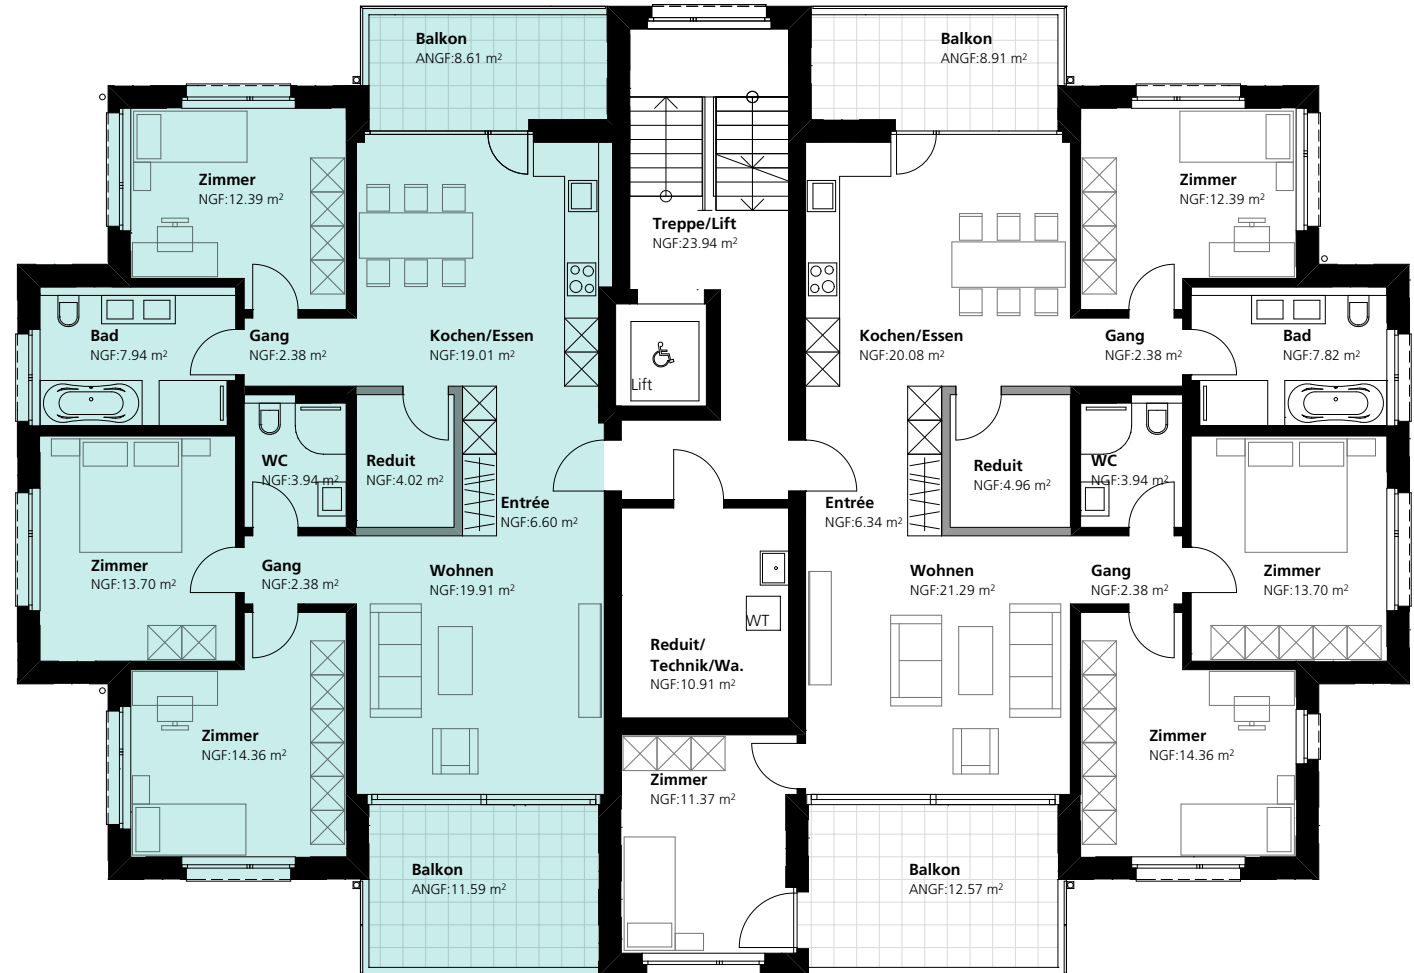 Balkon
ANGF:8.61 m²
Balkon
ANGF:8.91 m²
Zimmer
NGF:12.39 m²
Zimmer
NGF:12.39 m²
Treppe/Lift
NGF:23.94 m²
Bad
NGF:7.94 m²
Gang
NGF:2.38 m²
Kochen/Essen
NGF:19.01 m²
Lift
Kochen/Essen
NGF:20.08 m²
Gang
NGF:2.38 m²
Bad
NGF:7.82 m²
WC
NGF:3.94 m²
Reduit
NGF:4.02 m²
Entrée
NGF:6.60 m²
Entrée
NGF:6.34 m²
Reduit
NGF:4.96 m²
WC
NGF:3.94 m²
Zimmer
NGF:13.70 m²
Gang
NGF:2.38 m²
Wohnen
NGF:19.91 m²
WT
Reduit/
Technik/Wa.
NGF:10.91 m²
Wohnen
NGF:21.29 m²
Gang
NGF:2.38 m²
Zimmer
NGF:13.70 m²
Zimmer
NGF:14.36 m²
Zimmer
NGF:11.37 m²
Zimmer
NGF:14.36 m²
Balkon
ANGF:11.59 m²
Balkon
ANGF:12.57 m²